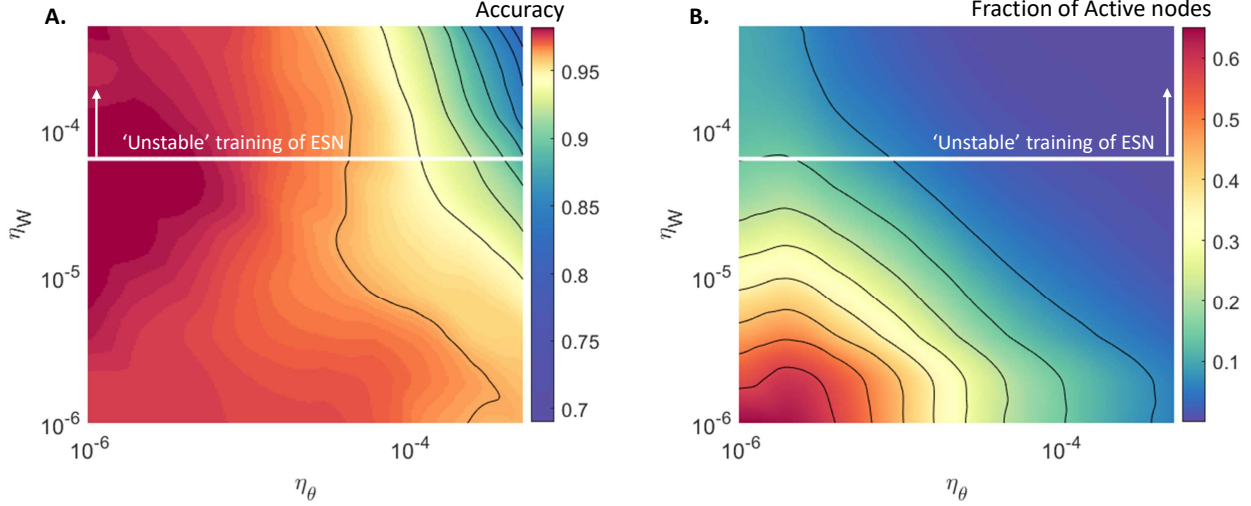 A.
Accuracy
'Unstable' training of ESN
10⁻⁴
10⁻⁵
10⁻⁶
η_W
10⁻⁶
10⁻⁴
η_θ
0.95
0.9
0.85
0.8
0.75
0.7
B.
Fraction of Active nodes
'Unstable' training of ESN
10⁻⁴
10⁻⁵
10⁻⁶
η_W
10⁻⁶
10⁻⁴
η_θ
0.6
0.5
0.4
0.3
0.2
0.1